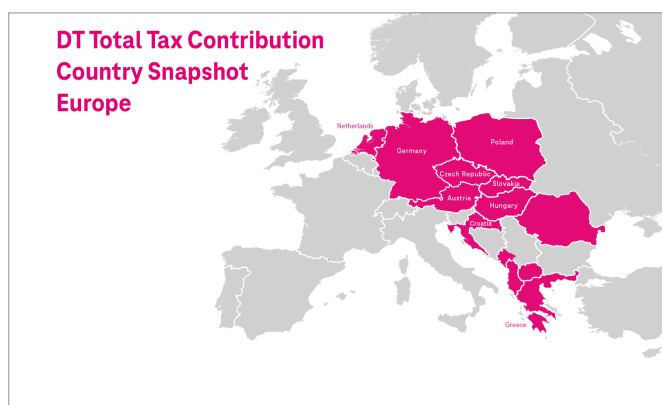 DT Total Tax Contribution
Country Snapshot
Europe
Netherlands
Germany
Poland
Czech Republic
Slovakia
Austria
Hungary
Croatia
Greece